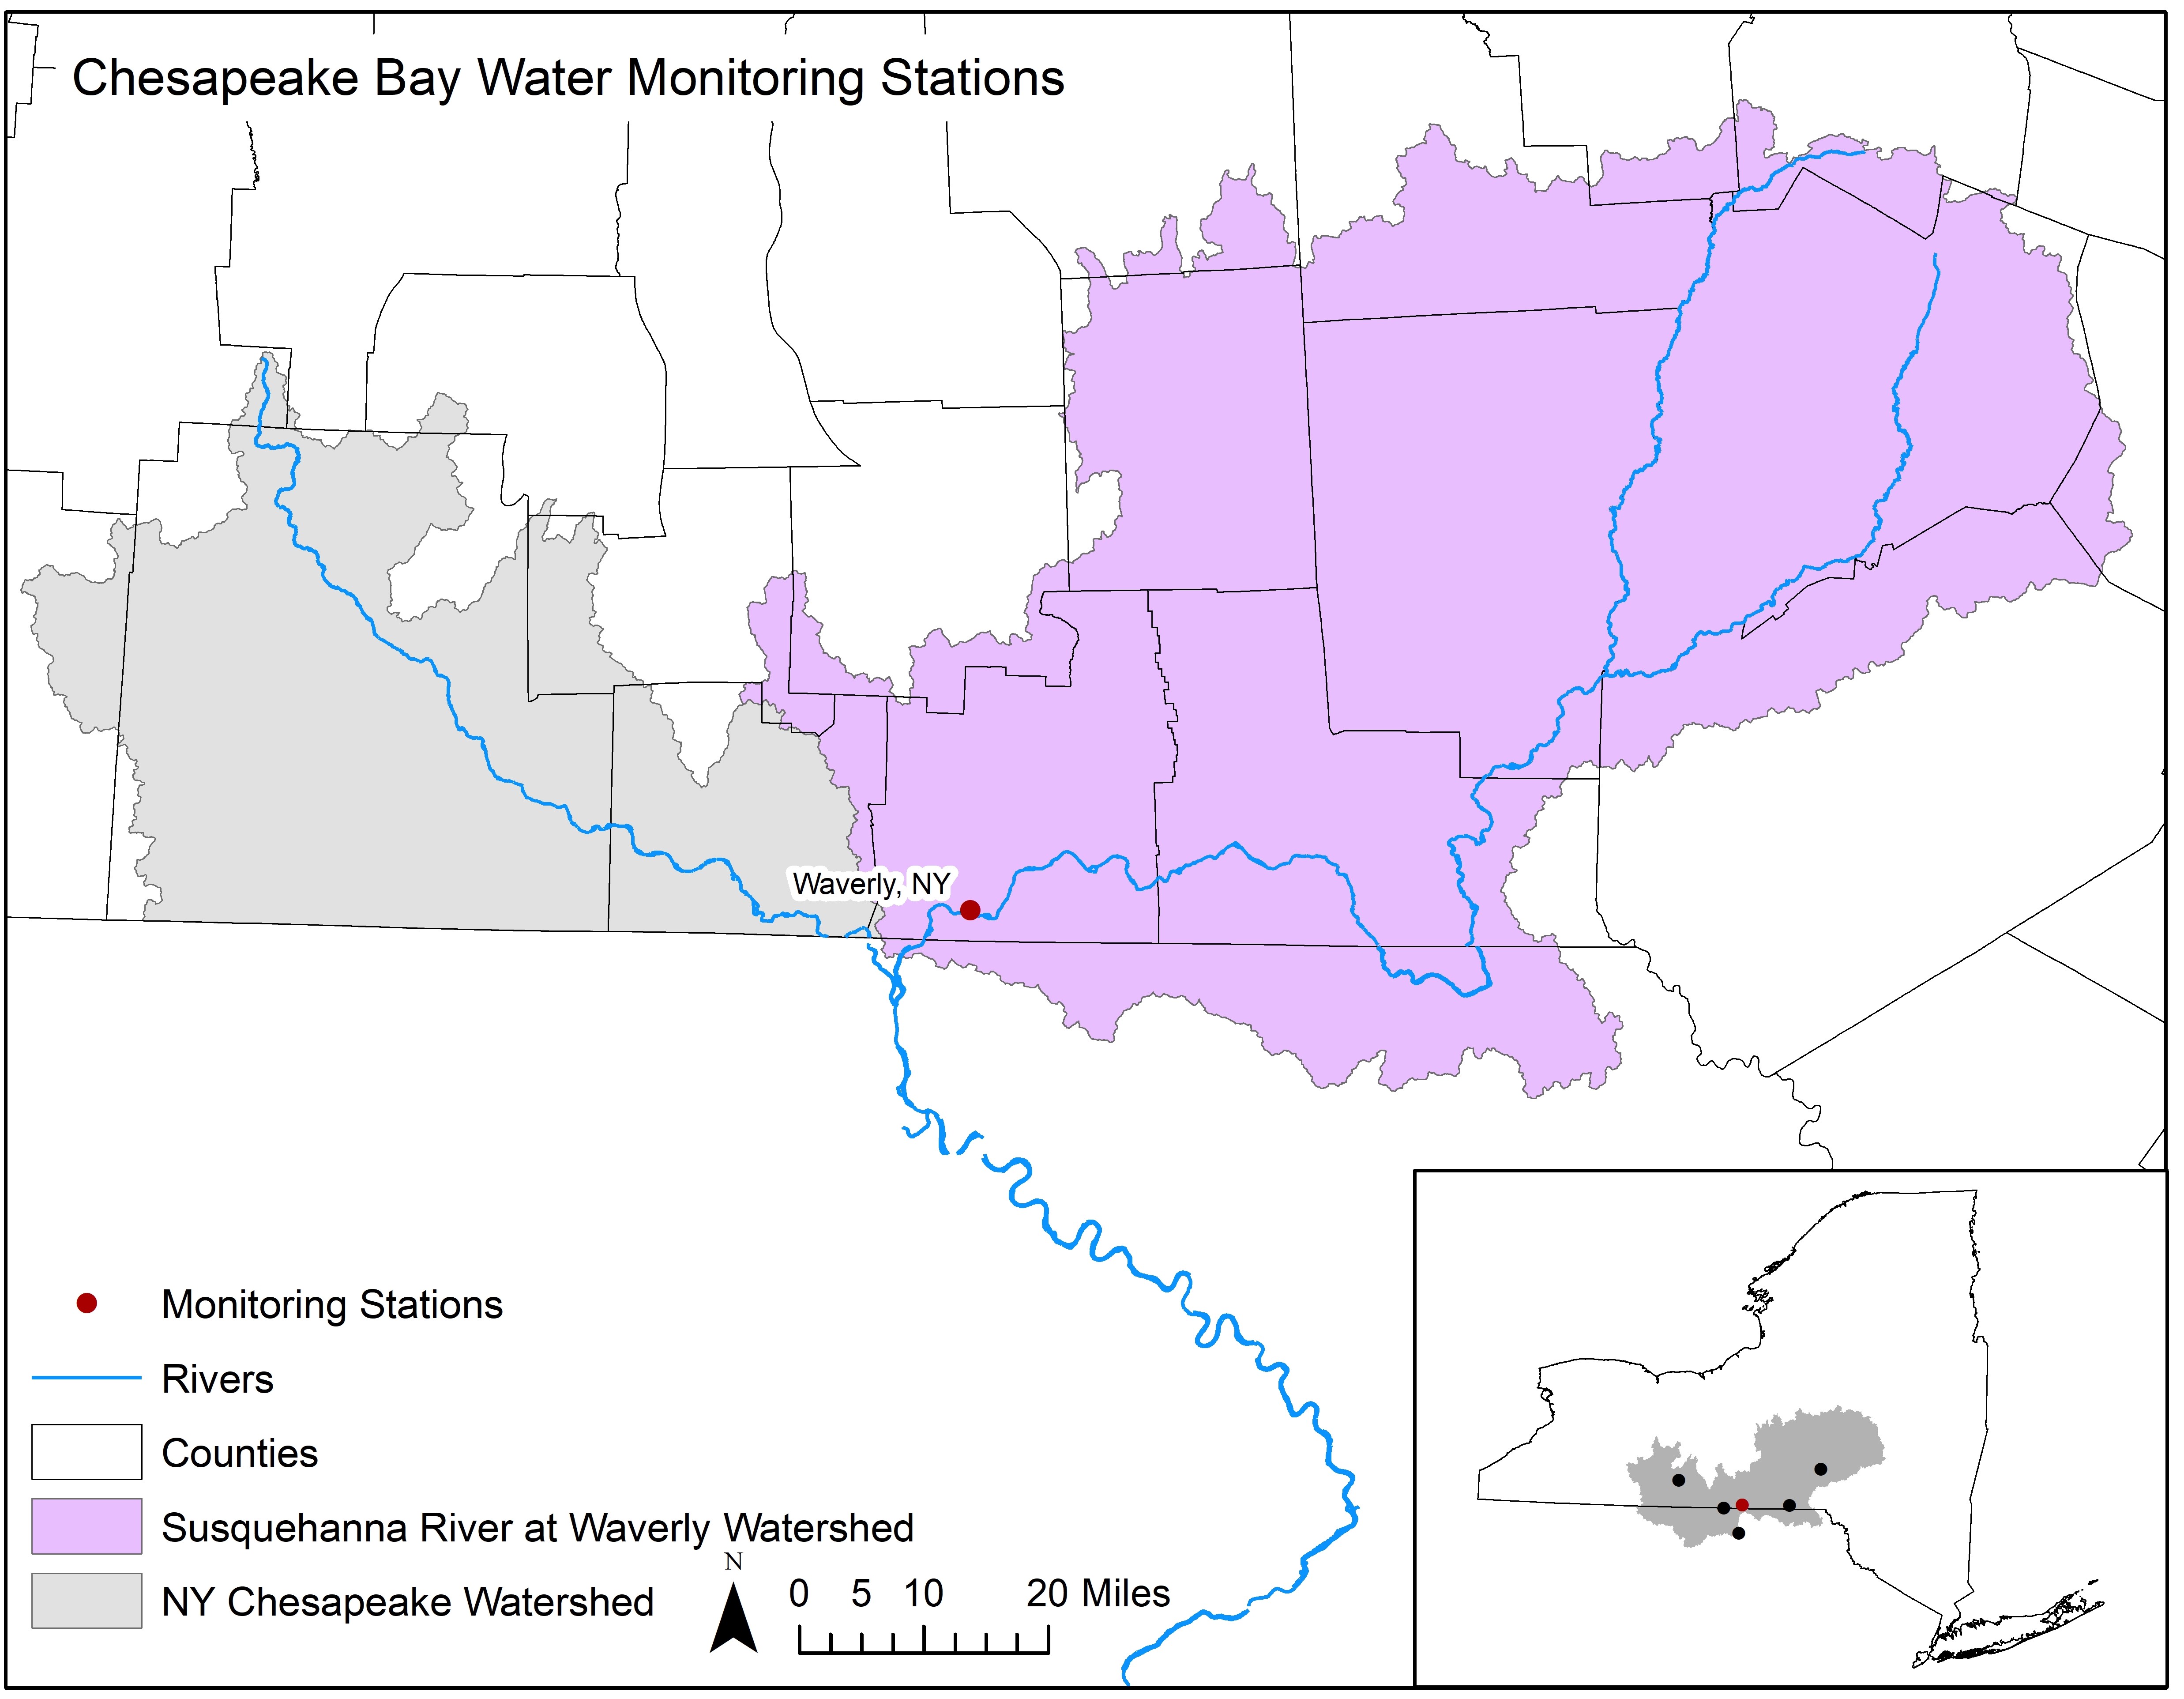 Chesapeake Bay Water Monitoring Stations
Waverly, NY
Monitoring Stations
Rivers
Counties
Susquehanna River at Waverly Watershed
NY Chesapeake Watershed
N
0 5 10 20 Miles